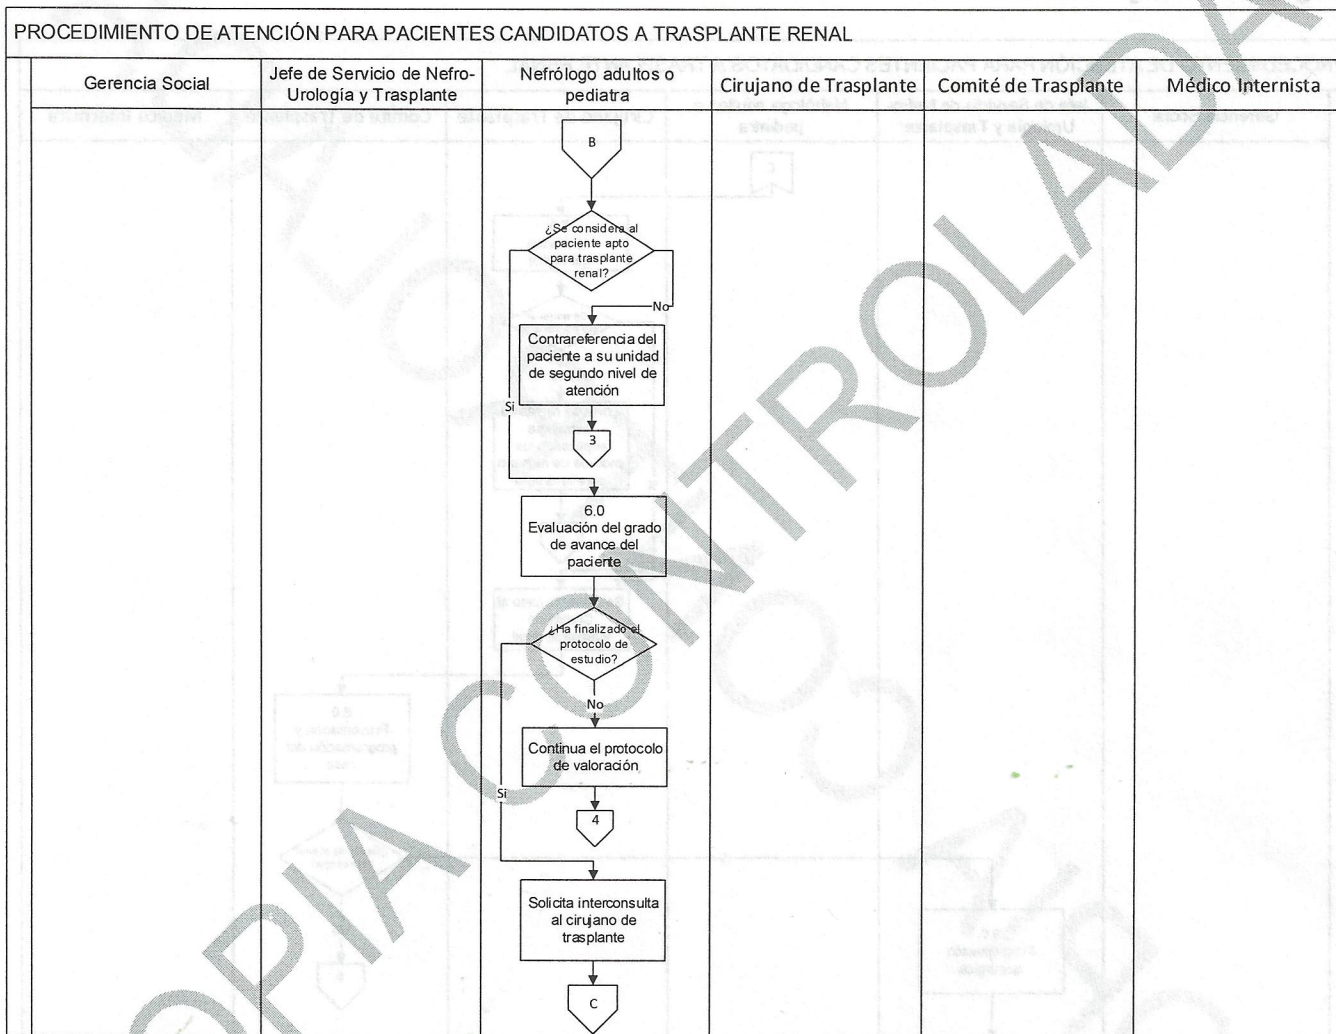 PROCEDIMIENTO DE ATENCIÓN PARA PACIENTES CANDIDATOS A TRASPLANTE RENAL
Gerencia Social
Jefe de Servicio de Nefro-
Urología y Trasplante
Nefrólogo adultos o
pediatra
Cirujano de Trasplante
Comité de Trasplante
Médico Internista
B
¿Se considera al
paciente apto
para trasplante
renal?
No
Contrareferencia del
paciente a su unidad
de segundo nivel de
atención
Si
3
6.0
Evaluación del grado
de avance del
paciente
¿Ha finalizado el
protocolo de
estudio?
No
Continua el protocolo
de valoración
Si
4
Solicita interconsulta
al cirujano de
trasplante
C
OPIA CONTROLADA